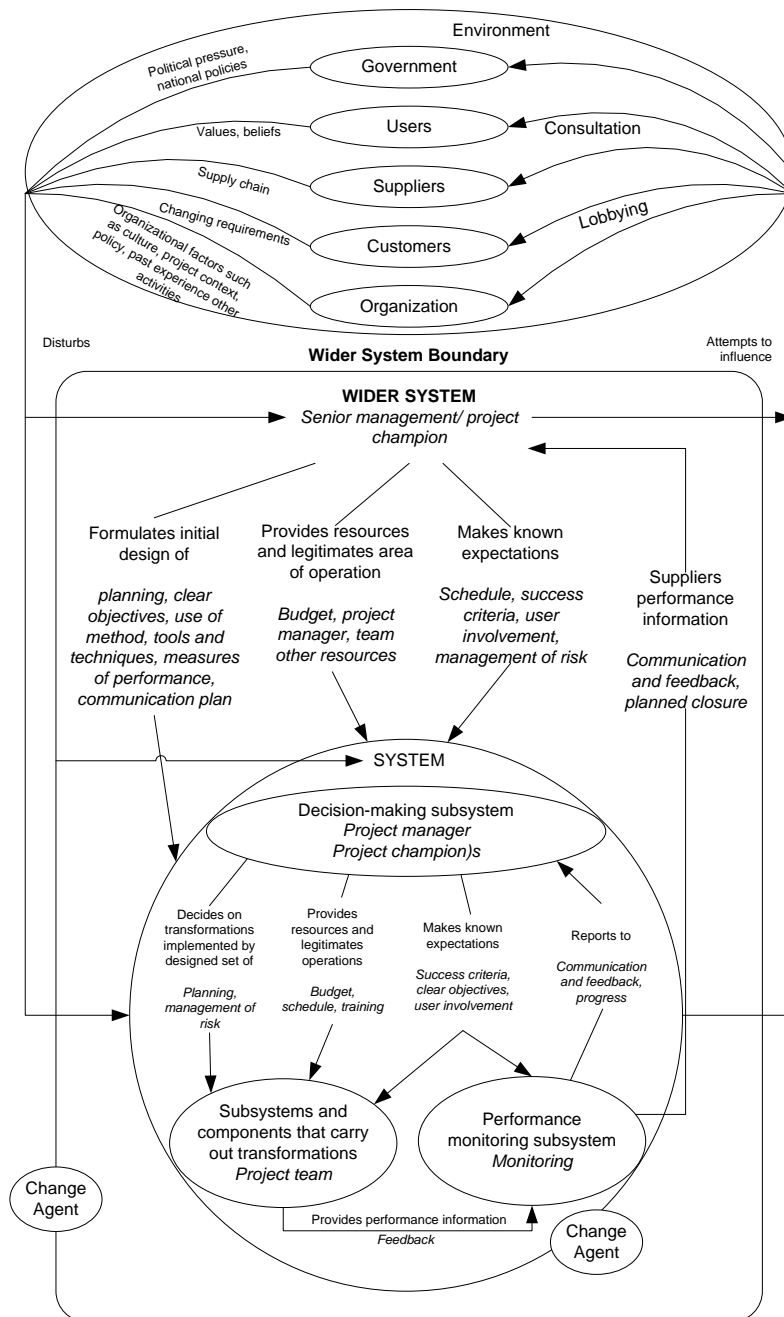 Environment
Political pressure,
national policies
Government
Values, beliefs
Users
Consultation
Supply chain
Suppliers
Changing requirements
Customers
Lobbying
Organizational factors such
as culture, project context,
policy, past experience other
activities
Organization
Disturbs
Attempts to
influence
Wider System Boundary
WIDER SYSTEM
Senior management/ project
champion
Formulates initial
design of
planning, clear
objectives, use of
method, tools and
techniques, measures
of performance,
communication plan
Provides resources
and legitimates area
of operation
Budget, project
manager, team
other resources
Makes known
expectations
Schedule, success
criteria, user
involvement,
management of risk
Suppliers
performance
information
Communication
and feedback,
planned closure
SYSTEM
Decision-making subsystem
Project manager
Project champion)s
Decides on
transformations
implemented by
designed set of
Planning,
management of
risk
Provides
resources and
legitimates
operations
Budget,
schedule, training
Makes known
expectations
Success criteria,
clear objectives,
user involvement
Reports to
Communication
and feedback,
progress
Subsystems and
components that carry
out transformations
Project team
Performance
monitoring subsystem
Monitoring
Change
Agent
Provides performance information
Feedback
Change
Agent